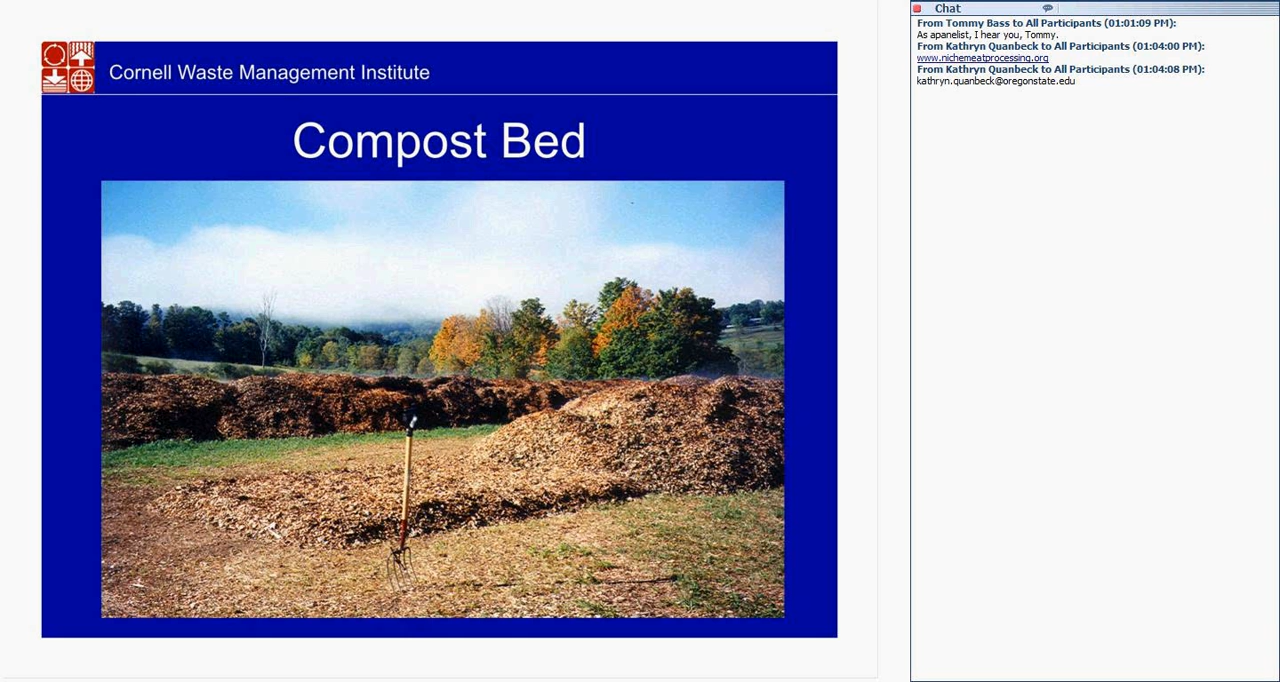 Cornell Waste Management Institute
Compost Bed
Chat
From Tommy Bass to All Participants (01:01:09 PM):
As apanelist, I hear you, Tommy.
From Kathryn Quanbeck to All Participants (01:04:00 PM):
www.nichemeatprocessing.org
From Kathryn Quanbeck to All Participants (01:04:08 PM):
kathryn.quanbeck@oregonstate.edu